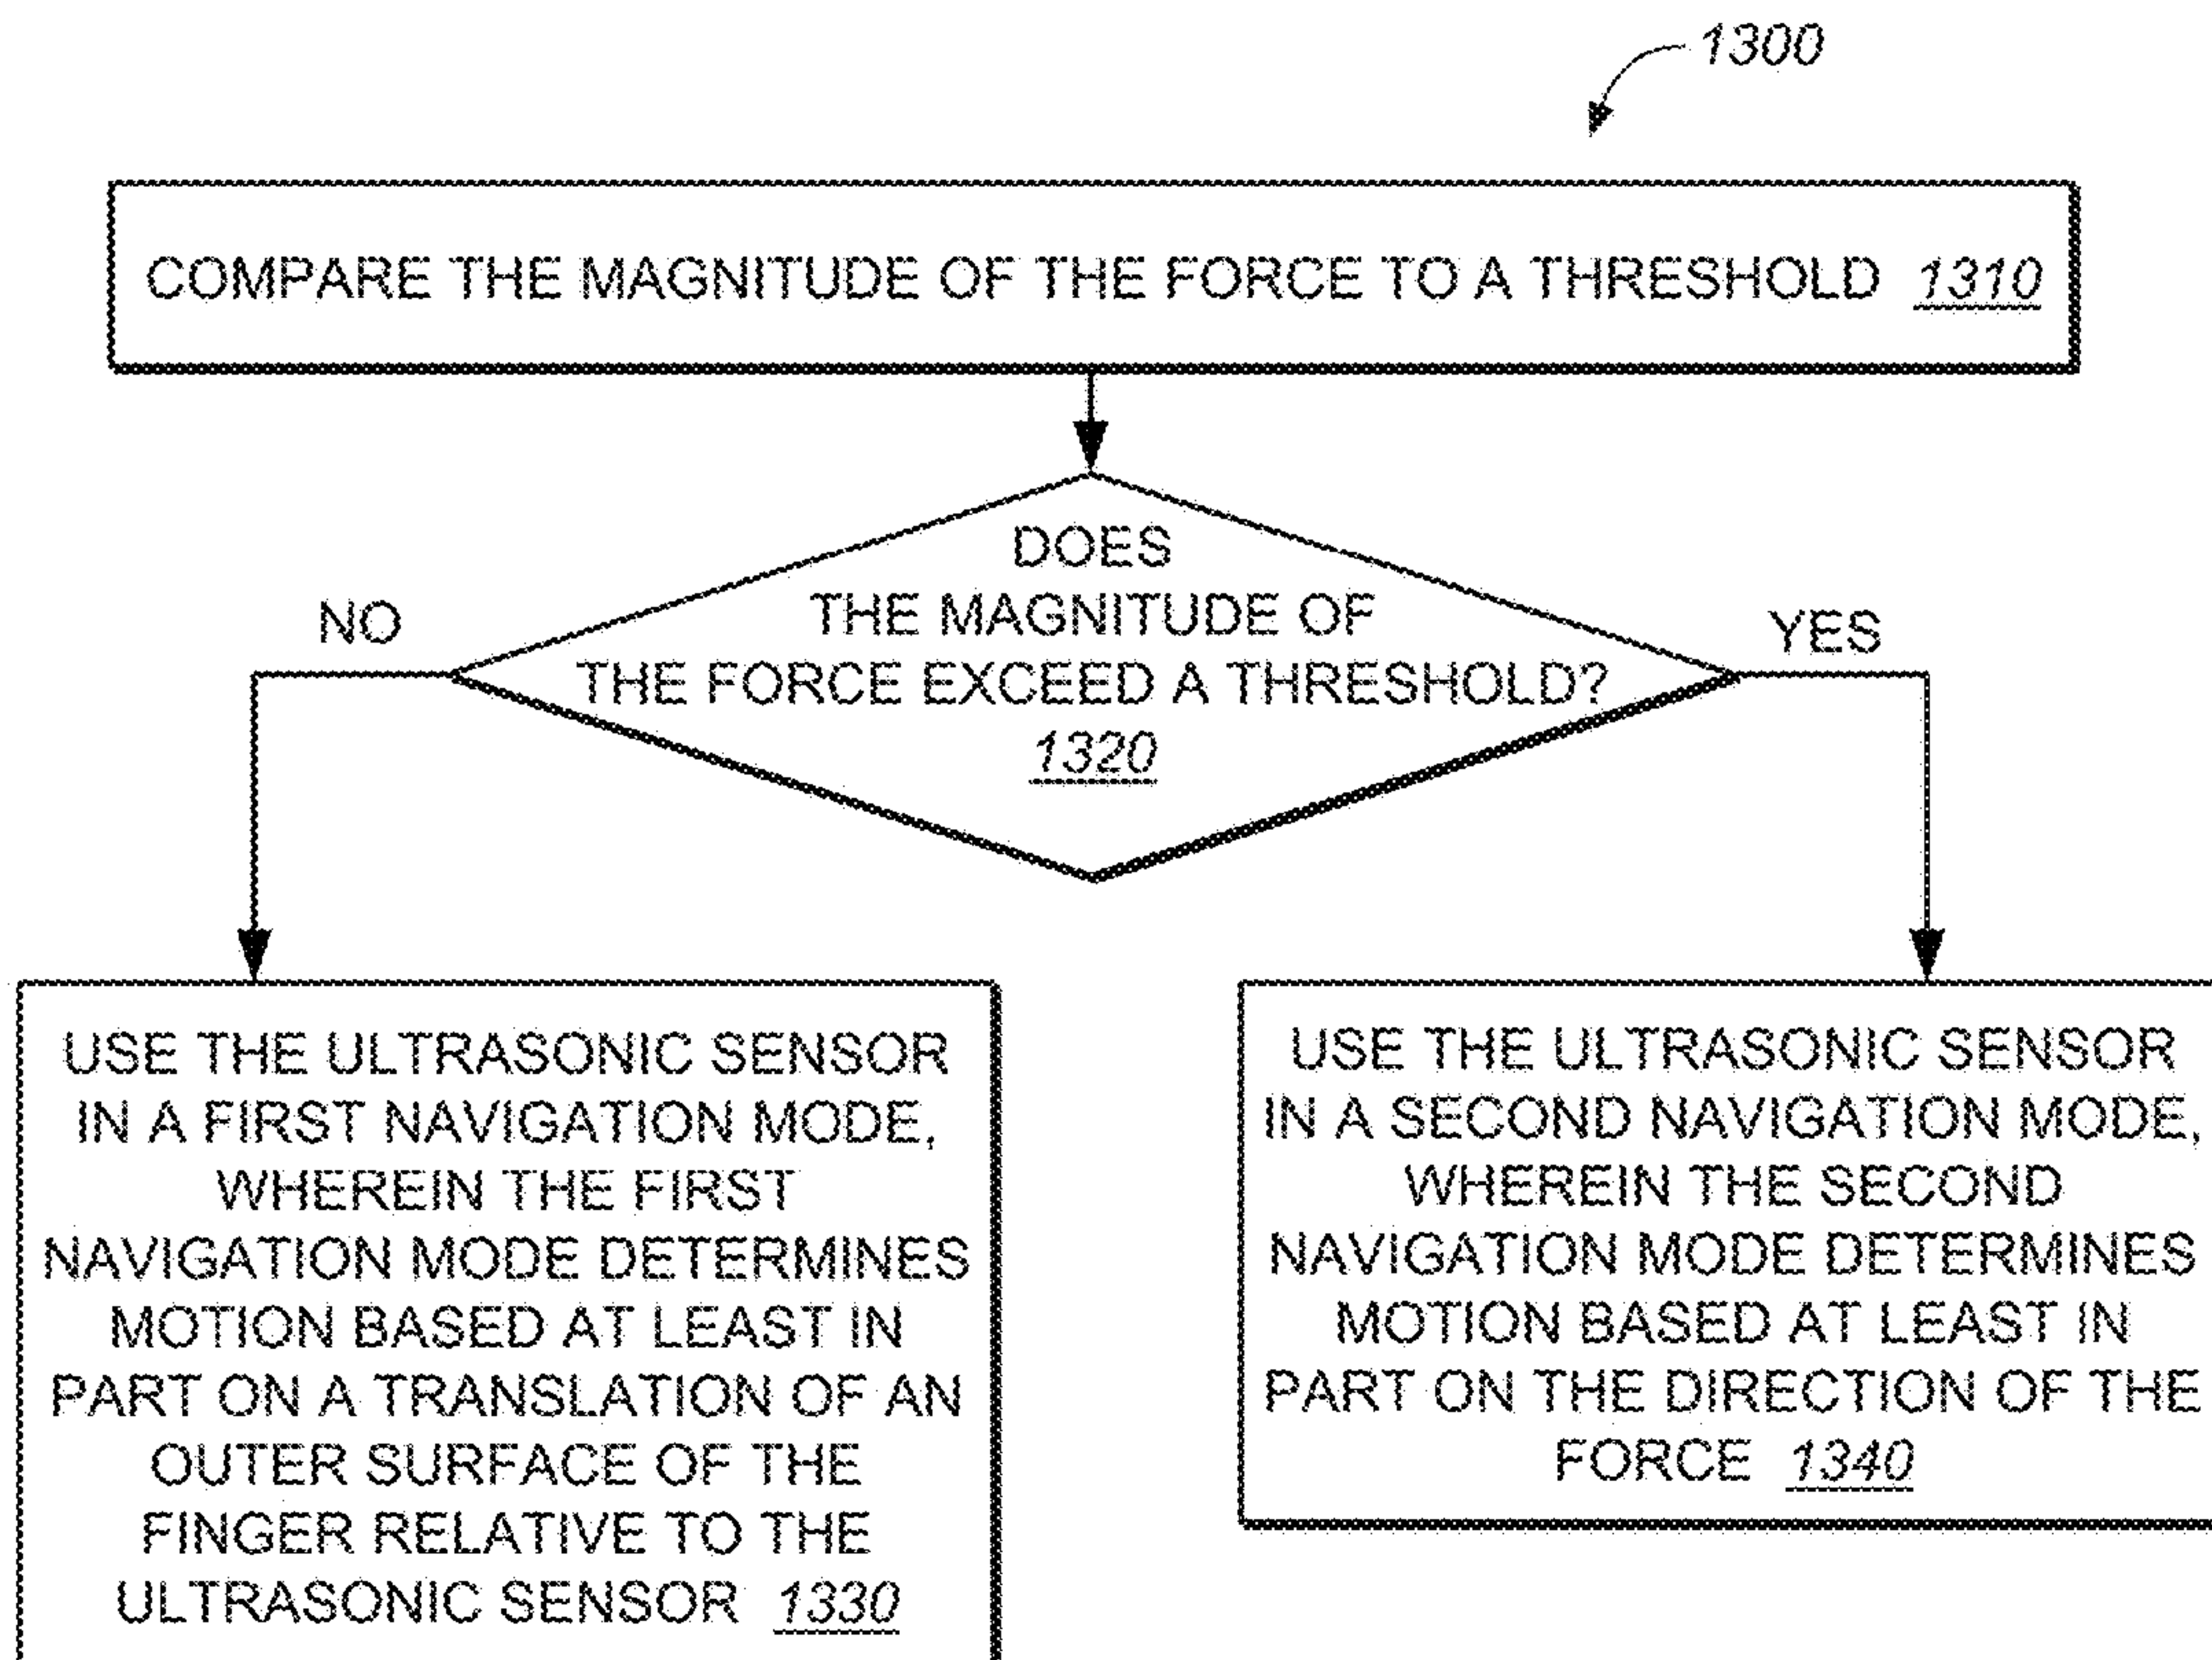 1300
COMPARE THE MAGNITUDE OF THE FORCE TO A THRESHOLD 1310
DOES
THE MAGNITUDE OF
THE FORCE EXCEED A THRESHOLD?
1320
NO
YES
USE THE ULTRASONIC SENSOR
IN A FIRST NAVIGATION MODE,
WHEREIN THE FIRST
NAVIGATION MODE DETERMINES
MOTION BASED AT LEAST IN
PART ON A TRANSLATION OF AN
OUTER SURFACE OF THE
FINGER RELATIVE TO THE
ULTRASONIC SENSOR 1330
USE THE ULTRASONIC SENSOR
IN A SECOND NAVIGATION MODE,
WHEREIN THE SECOND
NAVIGATION MODE DETERMINES
MOTION BASED AT LEAST IN
PART ON THE DIRECTION OF THE
FORCE 1340